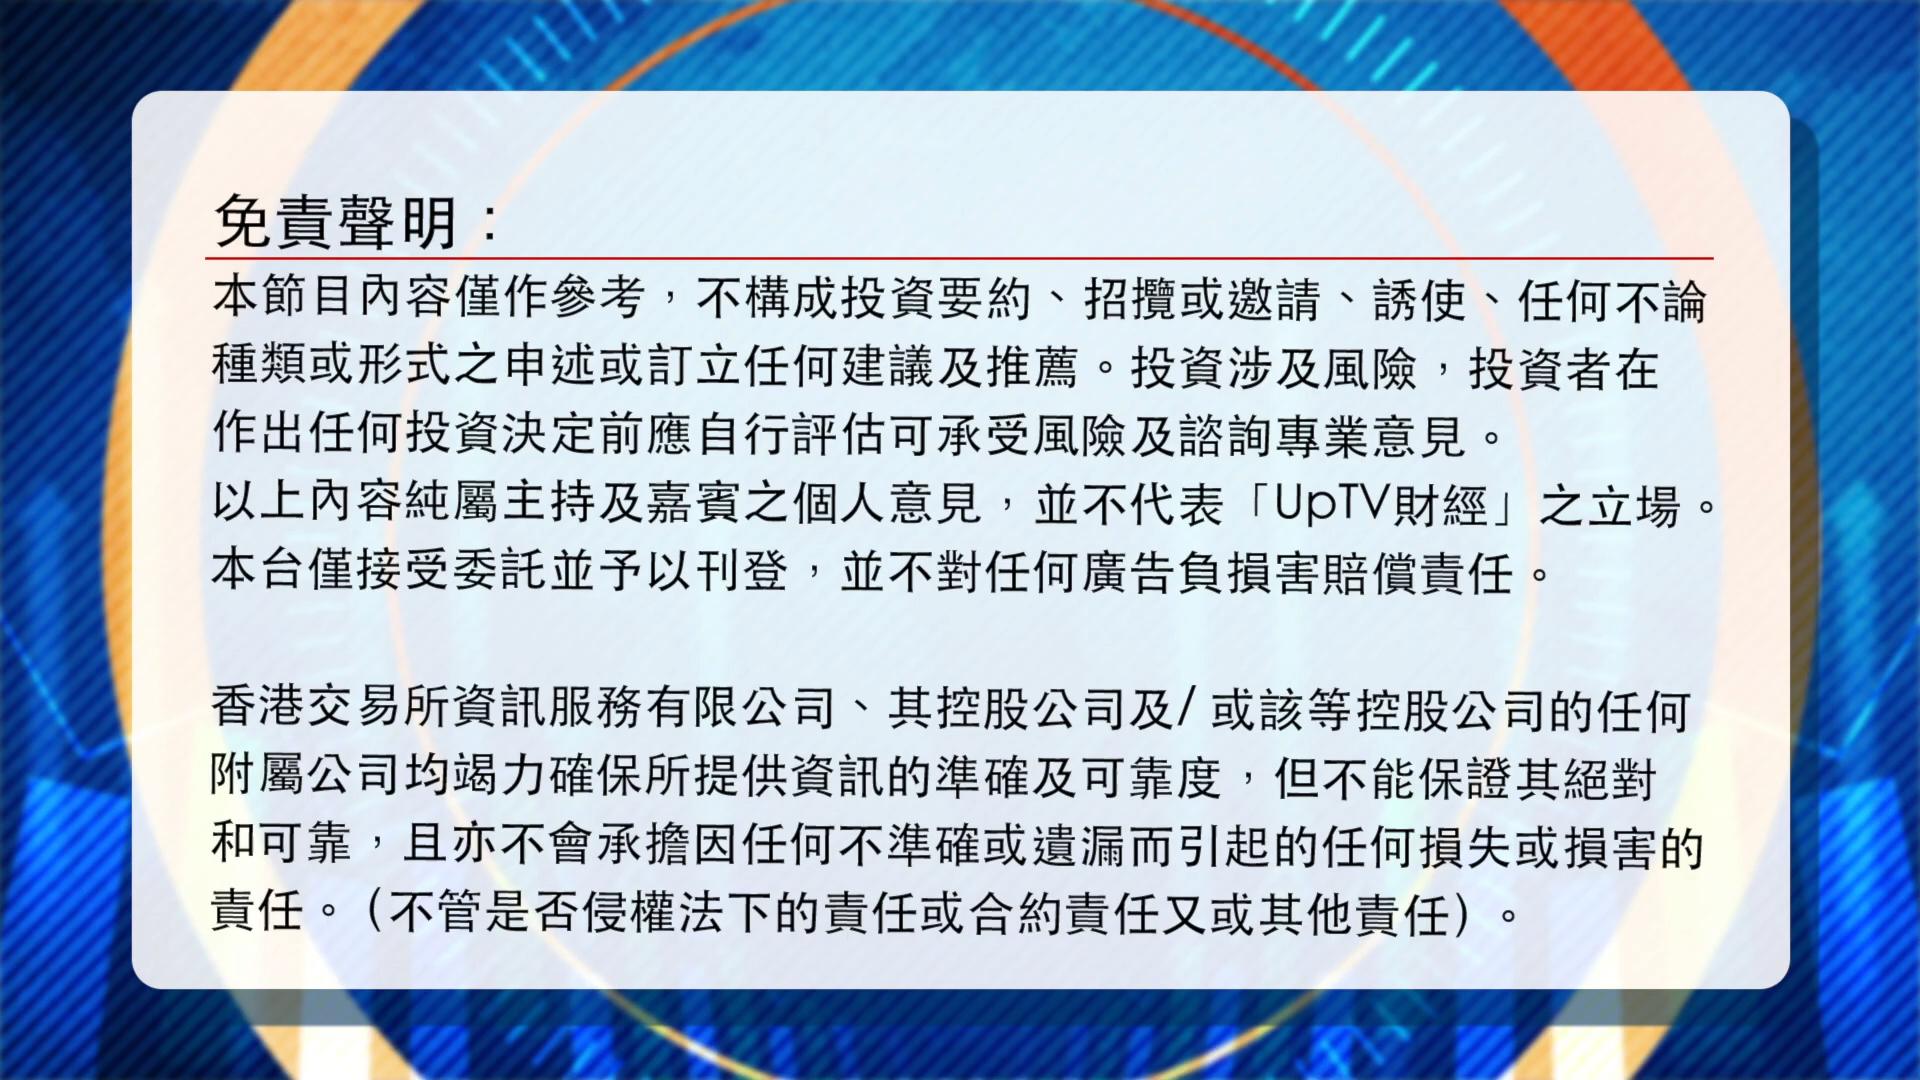 免責聲明：
本節目內容僅作參考，不構成投資要約、招攬或邀請、誘使、任何不論
種類或形式之申述或訂立任何建議及推薦。投資涉及風險，投資者在
作出任何投資決定前應自行評估可承受風險及諮詢專業意見。
以上內容純屬主持及嘉賓之個人意見，並不代表「UpTV財經」之立場。
本台僅接受委託並予以刊登，並不對任何廣告負損害賠償責任。
香港交易所資訊服務有限公司、其控股公司及/ 或該等控股公司的任何
附屬公司均竭力確保所提供資訊的準確及可靠度，但不能保證其絕對
和可靠，且亦不會承擔因任何不準確或遺漏而引起的任何損失或損害的
責任。（不管是否侵權法下的責任或合約責任又或其他責任）。